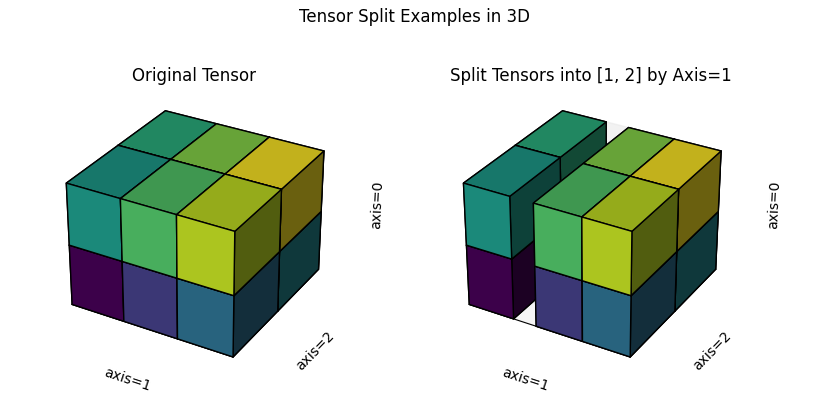 Tensor Split Examples in 3D
Original Tensor
axis=0
axis=1
axis=2
Split Tensors into [1, 2] by Axis=1
axis=0
axis=1
axis=2